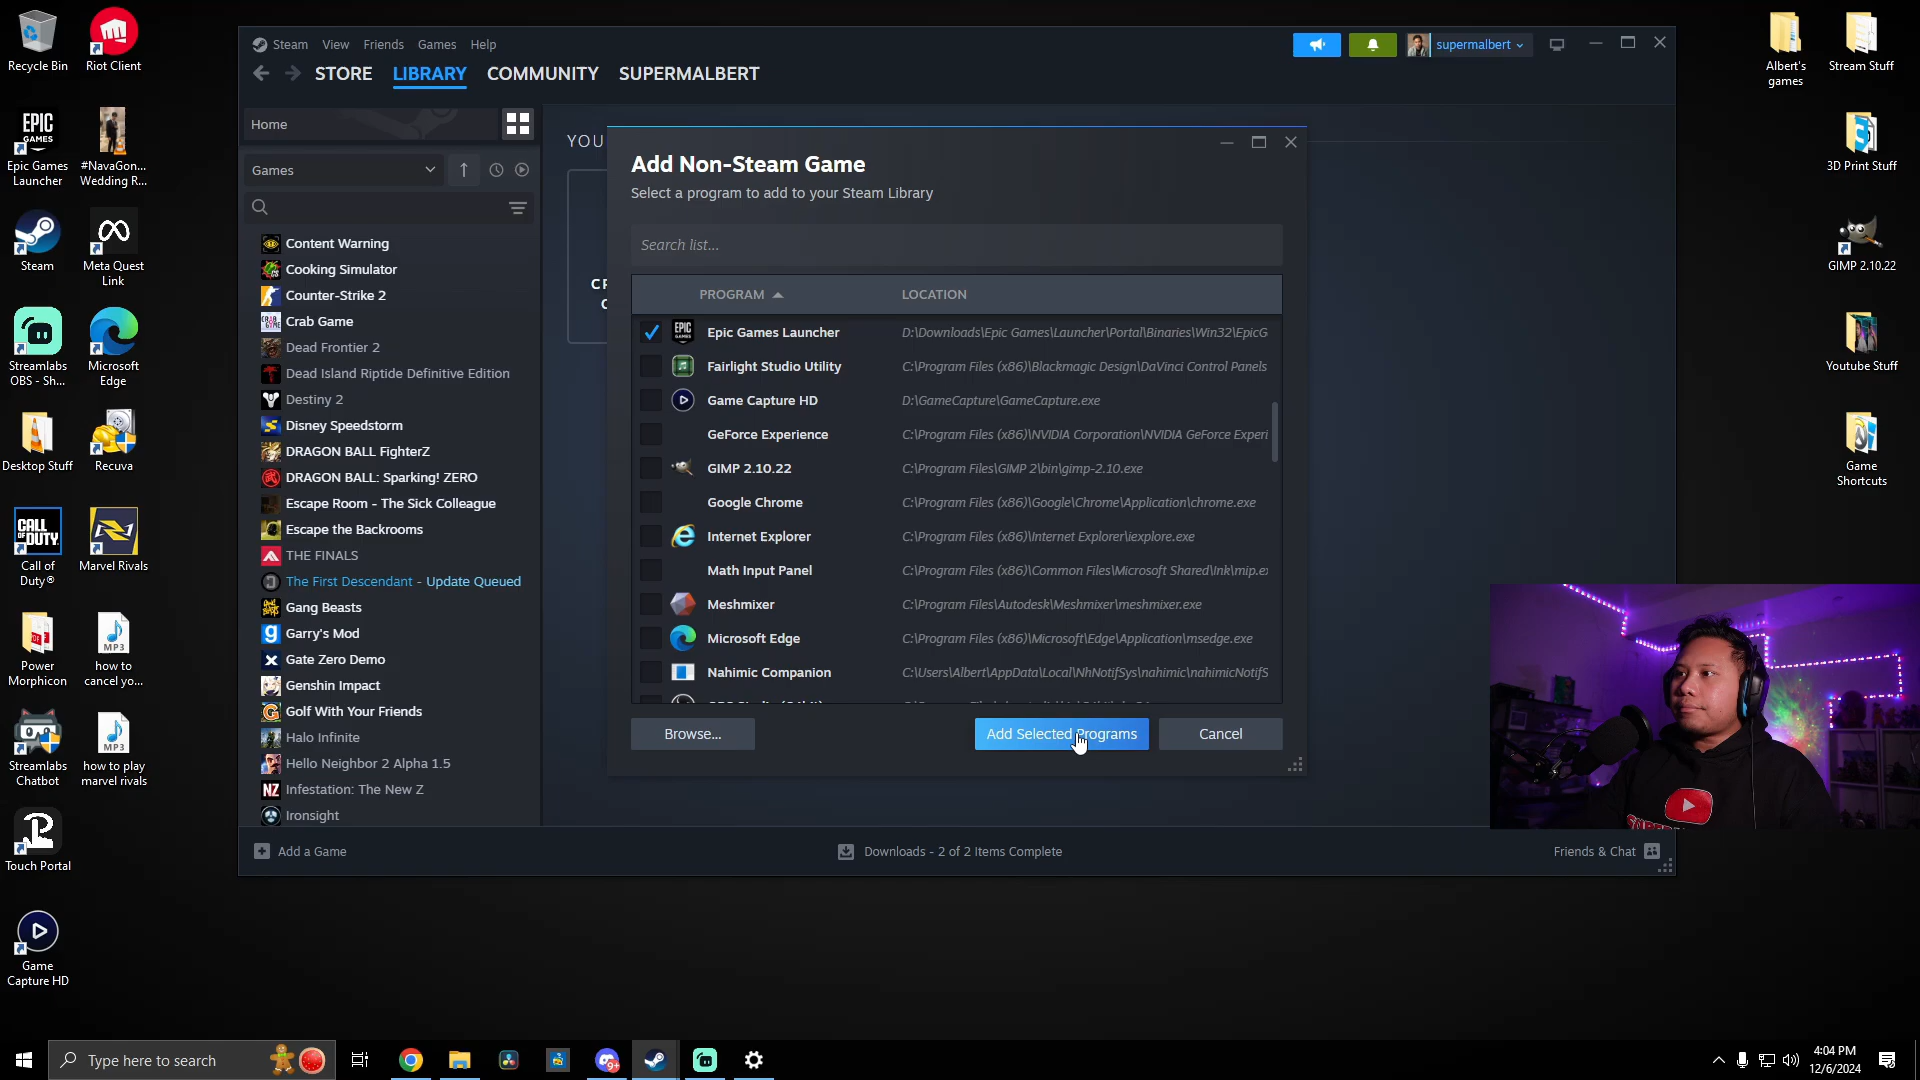 Recycle Bin
Riot Client
Epic Games
Launcher
#NavaGon...
Wedding R...
Steam
Meta Quest
Link
Streamlabs
OBS - Sh...
Microsoft
Edge
Desktop Stuff
Recuva
CALL OF DUTY
Call of
Duty®
Marvel Rivals
Power
Morphicon
MP3
how to
cancel yo...
Streamlabs
Chatbot
MP3
how to play
marvel rivals
Touch Portal
Game
Capture HD
Steam View Friends Games Help
supermalbert
STORE LIBRARY COMMUNITY SUPERMALBERT
Home
Games
Content Warning
Cooking Simulator
Counter-Strike 2
Crab Game
Dead Frontier 2
Dead Island Riptide Definitive Edition
Destiny 2
Disney Speedstorm
DRAGON BALL FighterZ
DRAGON BALL: Sparking! ZERO
Escape Room - The Sick Colleague
Escape the Backrooms
THE FINALS
The First Descendant - Update Queued
Gang Beasts
Garry's Mod
Gate Zero Demo
Genshin Impact
Golf With Your Friends
Halo Infinite
Hello Neighbor 2 Alpha 1.5
Infestation: The New Z
Ironsight
YOU
Add Non-Steam Game
Select a program to add to your Steam Library
Search list...
PROGRAM LOCATION
Epic Games Launcher D:\Downloads\Epic Games\Launcher\Portal\Binaries\Win32\EpicG
Fairlight Studio Utility C:\Program Files (x86)\Blackmagic Design\DaVinci Control Panels
Game Capture HD D:\GameCapture\GameCapture.exe
GeForce Experience C:\Program Files (x86)\NVIDIA Corporation\NVIDIA GeForce Experi
GIMP 2.10.22 C:\Program Files\GIMP 2\bin\gimp-2.10.exe
Google Chrome C:\Program Files (x86)\Google\Chrome\Application\chrome.exe
Internet Explorer C:\Program Files (x86)\Internet Explorer\iexplore.exe
Math Input Panel C:\Program Files (x86)\Common Files\Microsoft Shared\Ink\mip.e
Meshmixer C:\Program Files\Autodesk\Meshmixer\meshmixer.exe
Microsoft Edge C:\Program Files (x86)\Microsoft\Edge\Application\msedge.exe
Nahimic Companion C:\Users\Albert\AppData\Local\NhNotifSys\nahimic\nahimicNotifS
Browse... Add Selected Programs Cancel
Add a Game
Downloads - 2 of 2 Items Complete
Friends & Chat
Albert's
games
Stream Stuff
3D Print Stuff
GIMP 2.10.22
Youtube Stuff
Game
Shortcuts
Type here to search
4:04 PM
12/6/2024